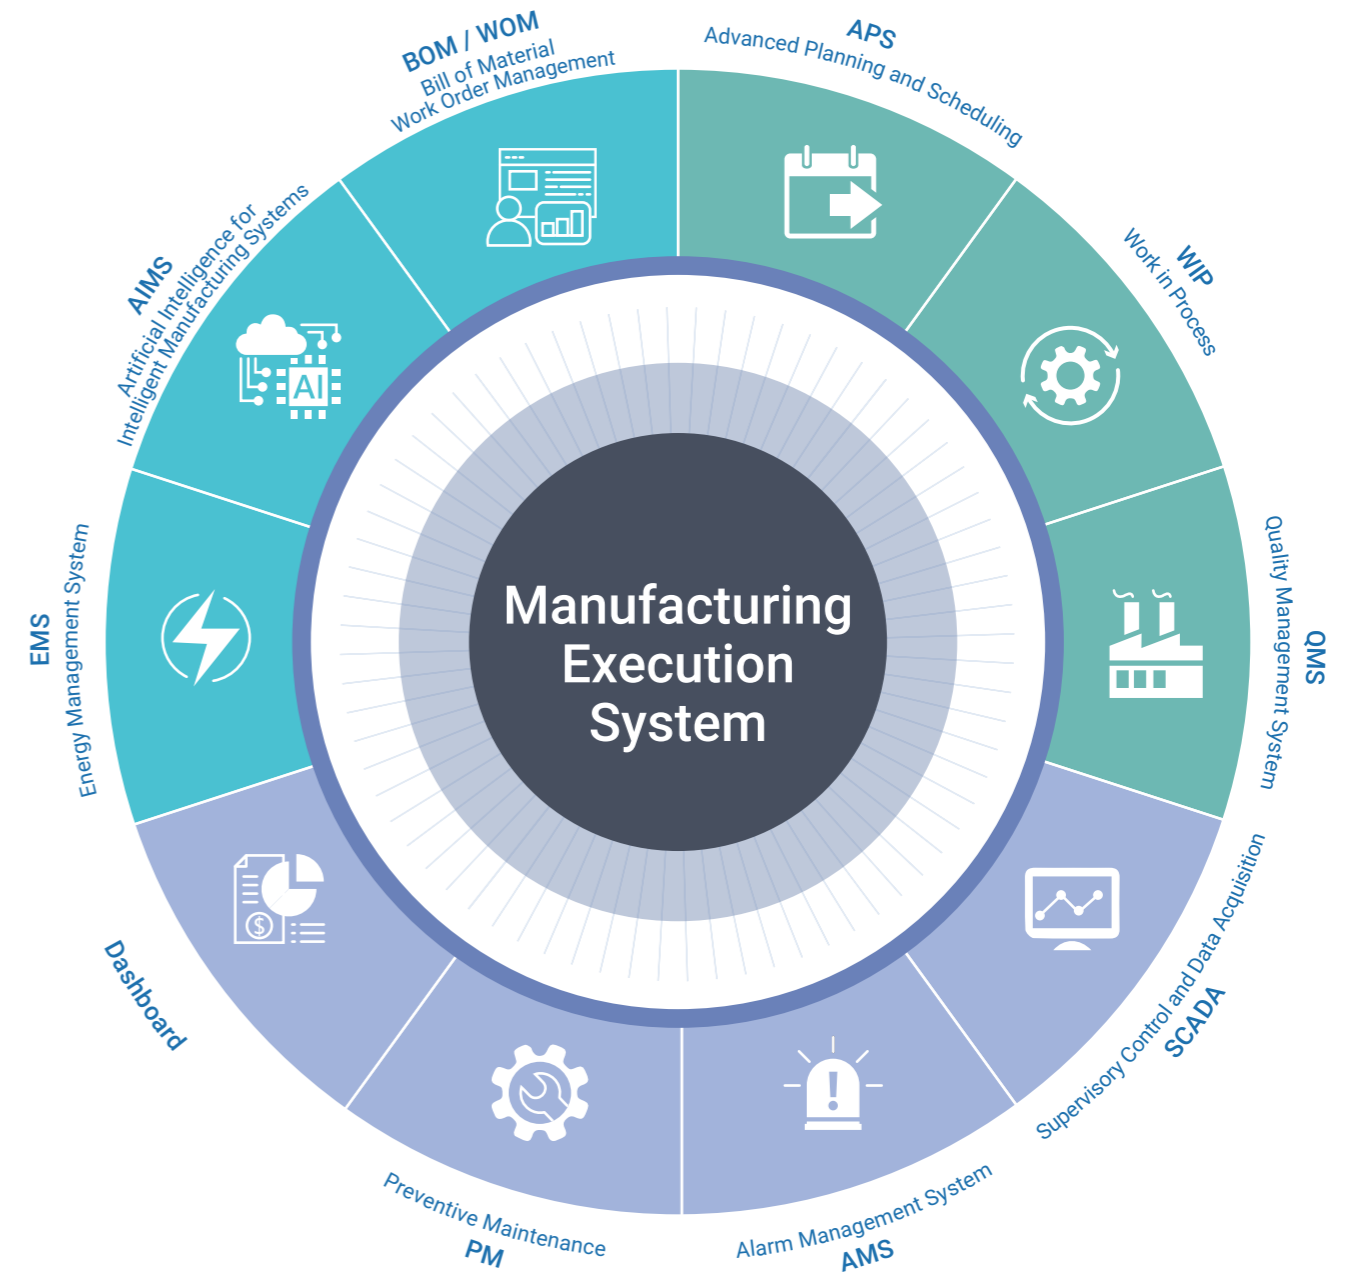 BOM / WOM
Bill of Material
Work Order Management
APS
Advanced Planning and Scheduling
WIP
Work in Process
QMS
Quality Management System
Supervisory Control and Data Acquisition
SCADA
Alarm Management System
AMS
Preventive Maintenance
PM
Dashboard
EMS
Energy Management System
AIMS
Artificial Intelligence for
Intelligent Manufacturing Systems
AI
$
!
Manufacturing
Execution
System